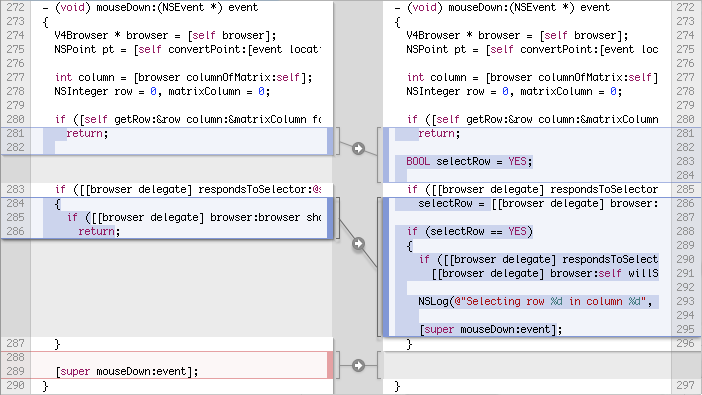 272 - (void) mouseDown:(NSEvent *) event
273 {
274 V4Browser * browser = [self browser];
275 NSPoint pt = [self convertPoint:[event locat
276
277 int column = [browser columnOfMatrix:self];
278 NSInteger row = 0, matrixColumn = 0;
279
280 if ([self getRow:&row column:&matrixColumn fo
281 return;
282
283 if ([[browser delegate] respondsToSelector:@s
284 {
285 if ([[browser delegate] browser:browser sho
286 return;
287 }
288
289 [super mouseDown:event];
290 }
- (void) mouseDown:(NSEvent *) event 272
{ 273
V4Browser * browser = [self browser]; 274
NSPoint pt = [self convertPoint:[event loc 275
276
int column = [browser columnOfMatrix:self] 277
NSInteger row = 0, matrixColumn = 0; 278
279
if ([self getRow:&row column:&matrixColumn 280
return; 281
282
BOOL selectRow = YES; 283
284
if ([[browser delegate] respondsToSelector 285
selectRow = [[browser delegate] browser: 286
287
if (selectRow == YES) 288
{ 289
if ([[browser delegate] respondsToSelect 290
[[browser delegate] browser:self willS 291
292
NSLog(@"Selecting row %d in column %d", 293
294
[super mouseDown:event]; 295
} 296
} 297